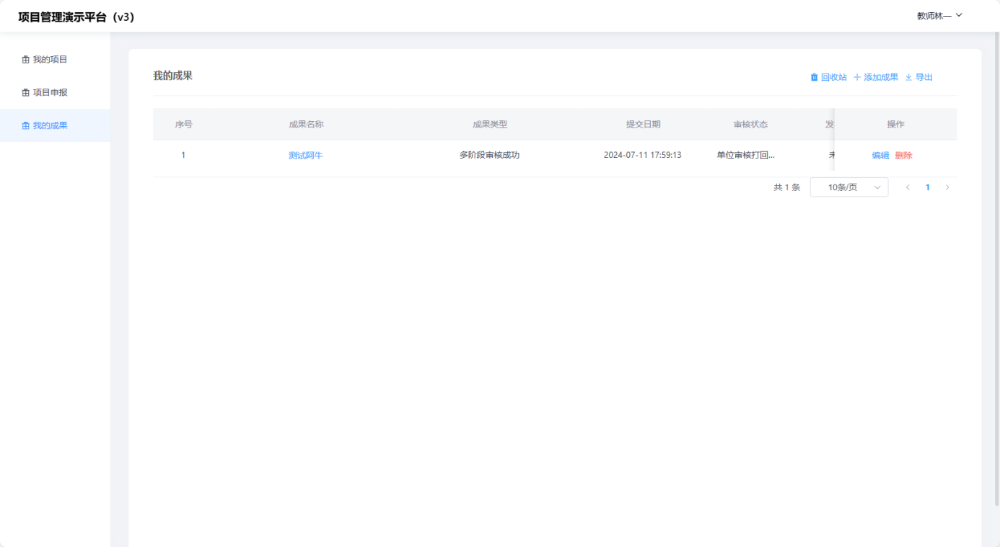 项目管理演示平台（v3）
教师林一
我的项目
项目申报
我的成果
我的成果
回收站 添加成果 导出
序号 成果名称 成果类型 提交日期 审核状态 发 操作
1 测试阿牛 多阶段审核成功 2024-07-11 17:59:13 单位审核打回... 编辑 删除
共 1 条 10条/页 1